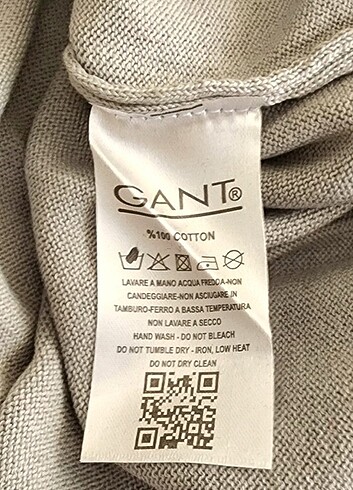 GANT®
%100 COTTON
LAVARE A MANO ACQUA FREDDA-NON
CANDEGGIARE-NON ASCIUGARE IN
TAMBURO-FERRO A BASSA TEMPERATURA
NON LAVARE A SECCO
HAND WASH - DO NOT BLEACH
DO NOT TUMBLE DRY - IRON, LOW HEAT
DO NOT DRY CLEAN